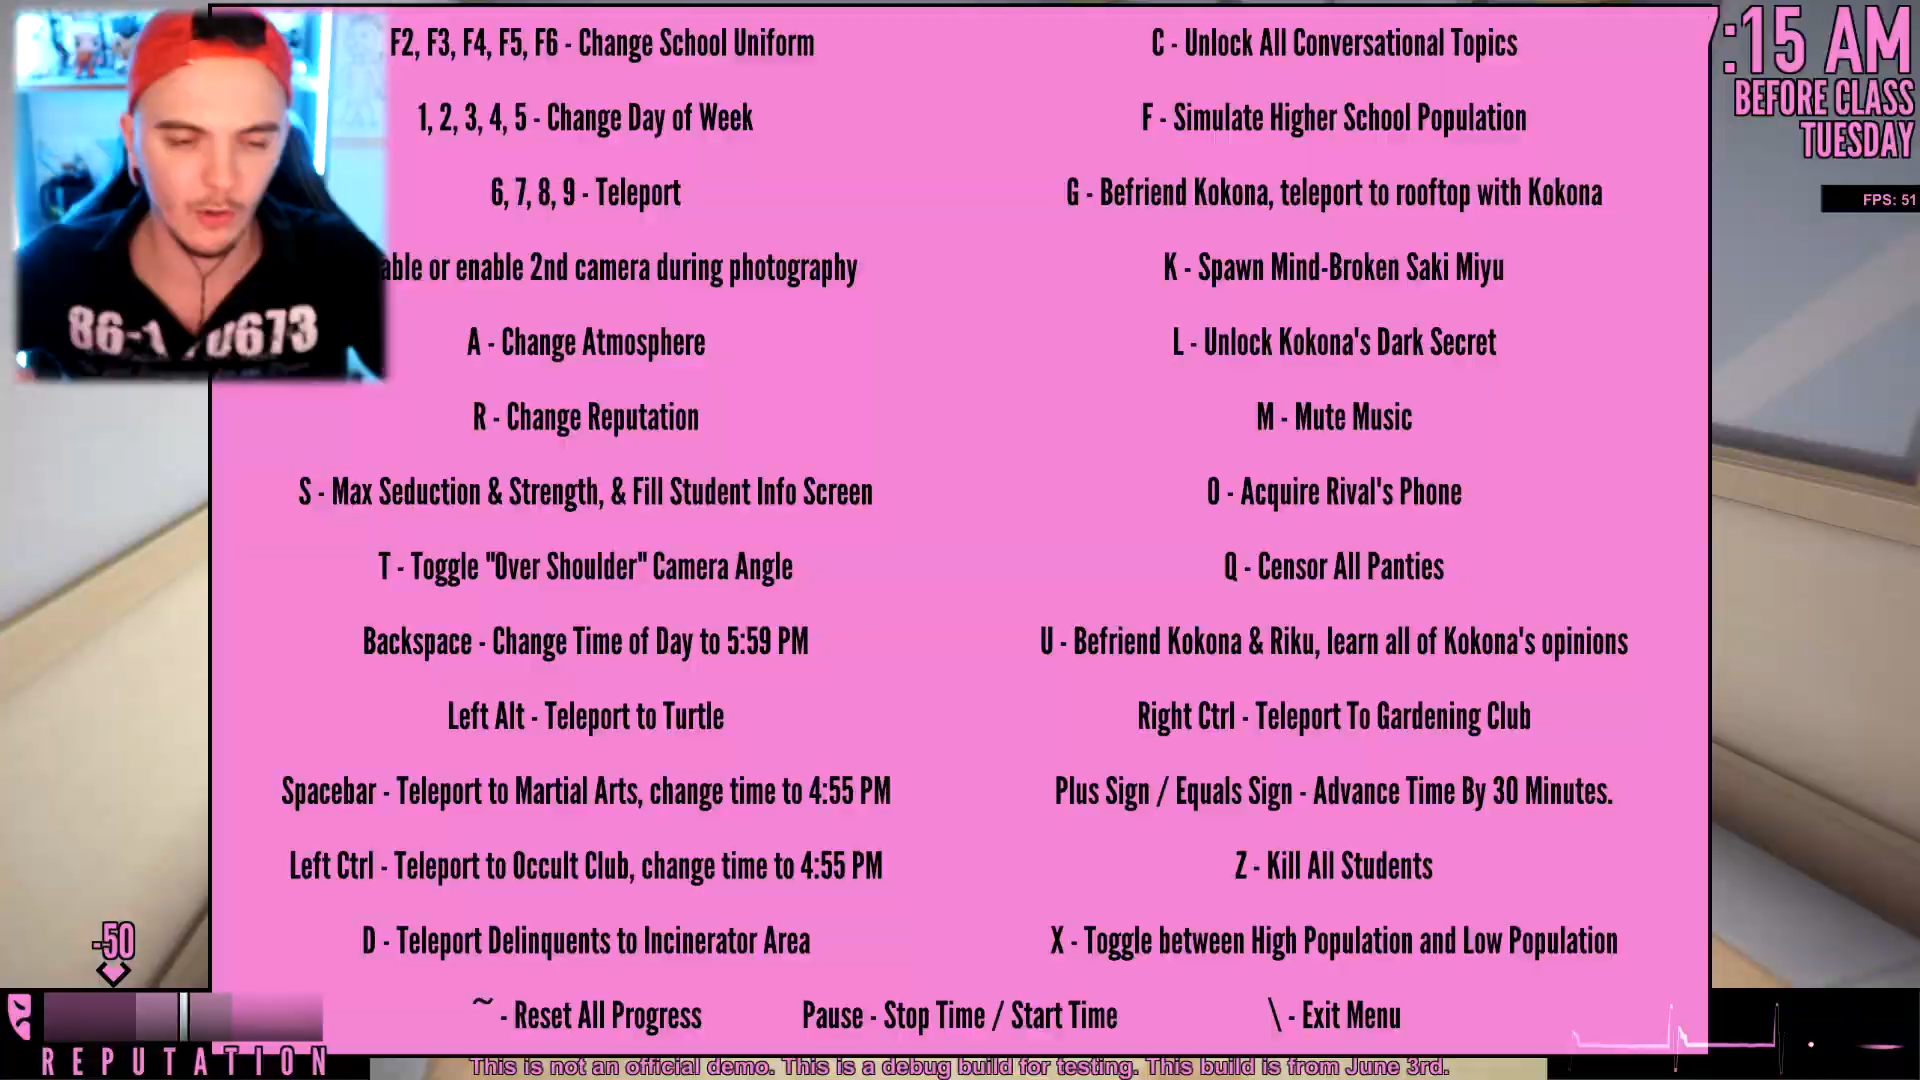 F2, F3, F4, F5, F6 - Change School Uniform
1, 2, 3, 4, 5 - Change Day of Week
6, 7, 8, 9 - Teleport
or enable 2nd camera during photography
A - Change Atmosphere
R - Change Reputation
S - Max Seduction & Strength, & Fill Student Info Screen
T - Toggle "Over Shoulder" Camera Angle
Backspace - Change Time of Day to 5:59 PM
Left Alt - Teleport to Turtle
Spacebar - Teleport to Martial Arts, change time to 4:55 PM
Left Ctrl - Teleport to Occult Club, change time to 4:55 PM
D - Teleport Delinquents to Incinerator Area
~ - Reset All Progress
Pause - Stop Time / Start Time
\ - Exit Menu
C - Unlock All Conversational Topics
F - Simulate Higher School Population
G - Befriend Kokona, teleport to rooftop with Kokona
K - Spawn Mind-Broken Saki Miyu
L - Unlock Kokona's Dark Secret
M - Mute Music
O - Acquire Rival's Phone
Q - Censor All Panties
U - Befriend Kokona & Riku, learn all of Kokona's opinions
Right Ctrl - Teleport To Gardening Club
Plus Sign / Equals Sign - Advance Time By 30 Minutes.
Z - Kill All Students
X - Toggle between High Population and Low Population
7:15 AM
BEFORE CLASS
TUESDAY
FPS: 51
-50
REPUTATION
This is not an official demo. This is a debug build for testing. This build is from June 3rd.